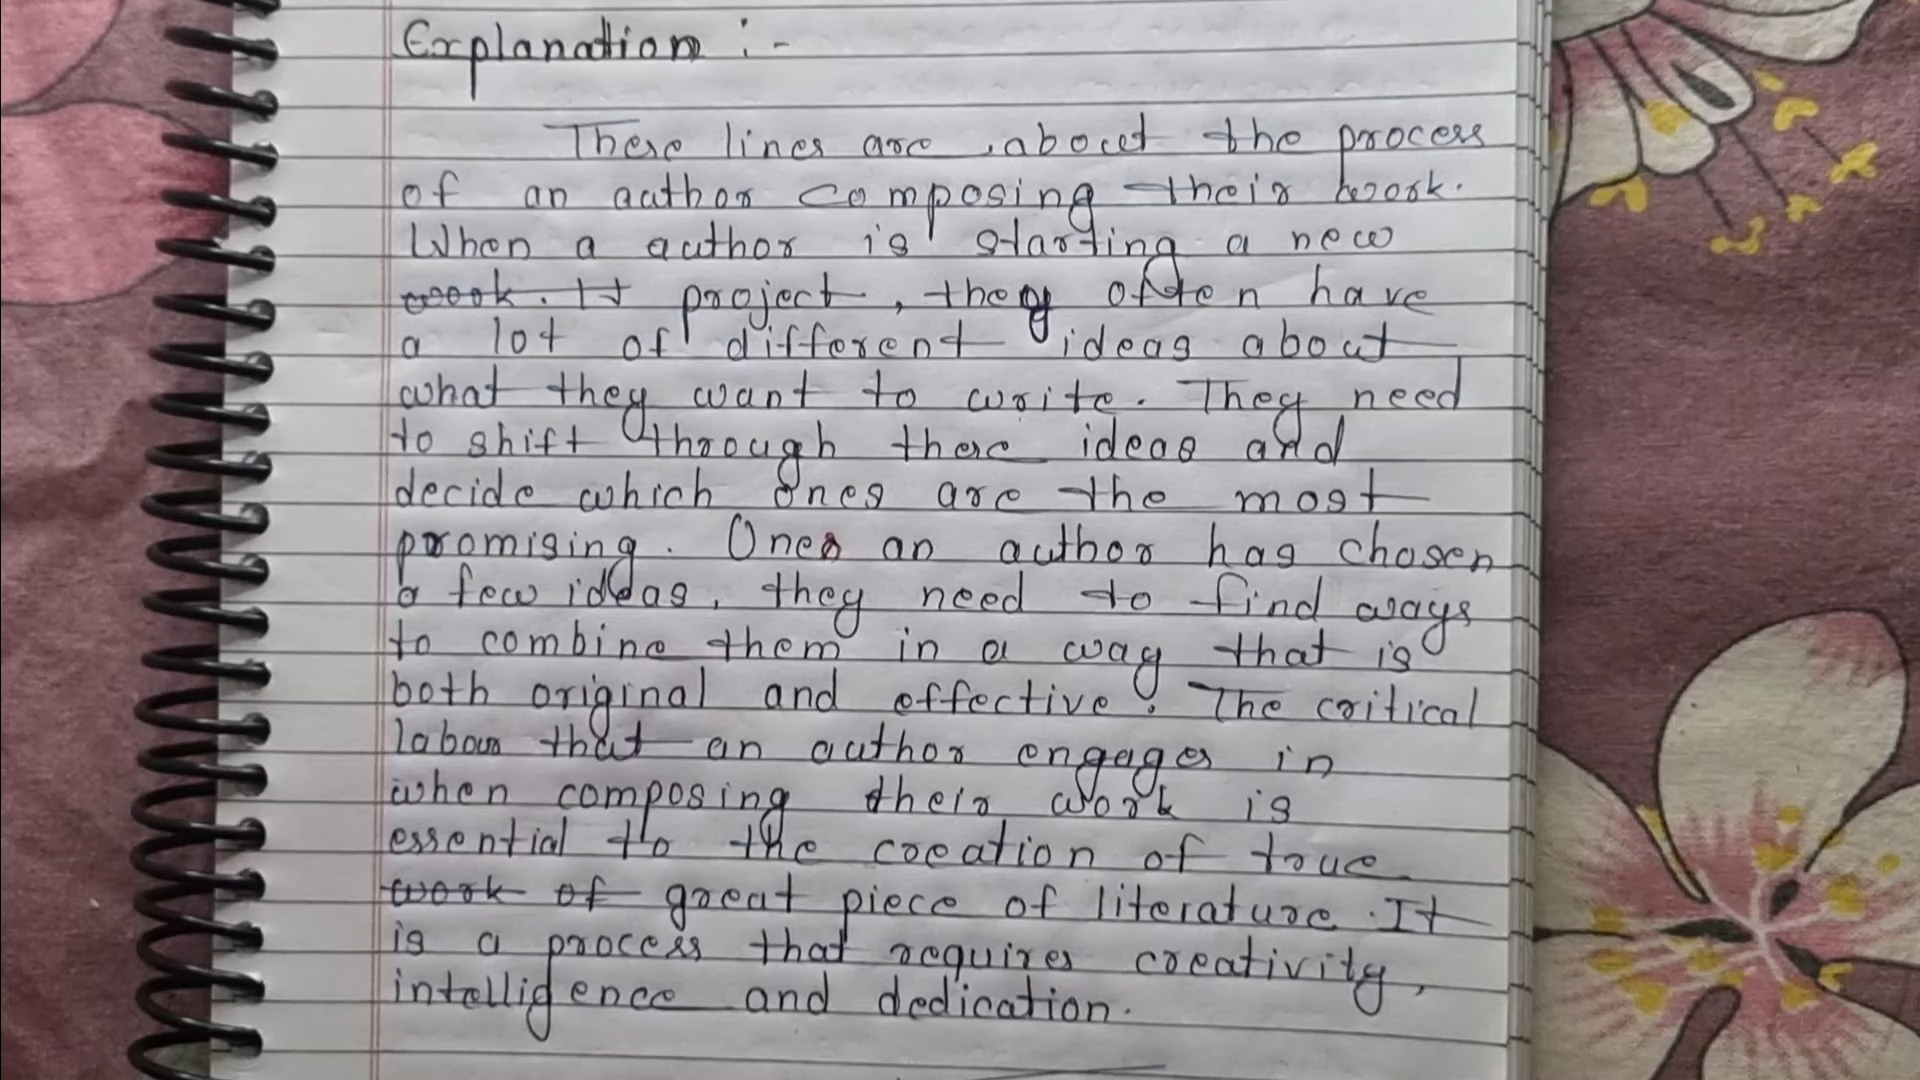 Explanation :-
These lines are about the process
of an author composing their work.
When a author is starting a new
work. It project, they often have
a lot of different ideas about
what they want to write. They need
to shift through these ideas and
decide which ones are the most
promising. Ones an author has chosen
a few ideas, they need to find ways
to combine them in a way that is
both original and effective. The critical
labour that an author engages in
when composing their work is
essential to the creation of true
work of great piece of literature. It
is a process that requires creativity,
intelligence and dedication.